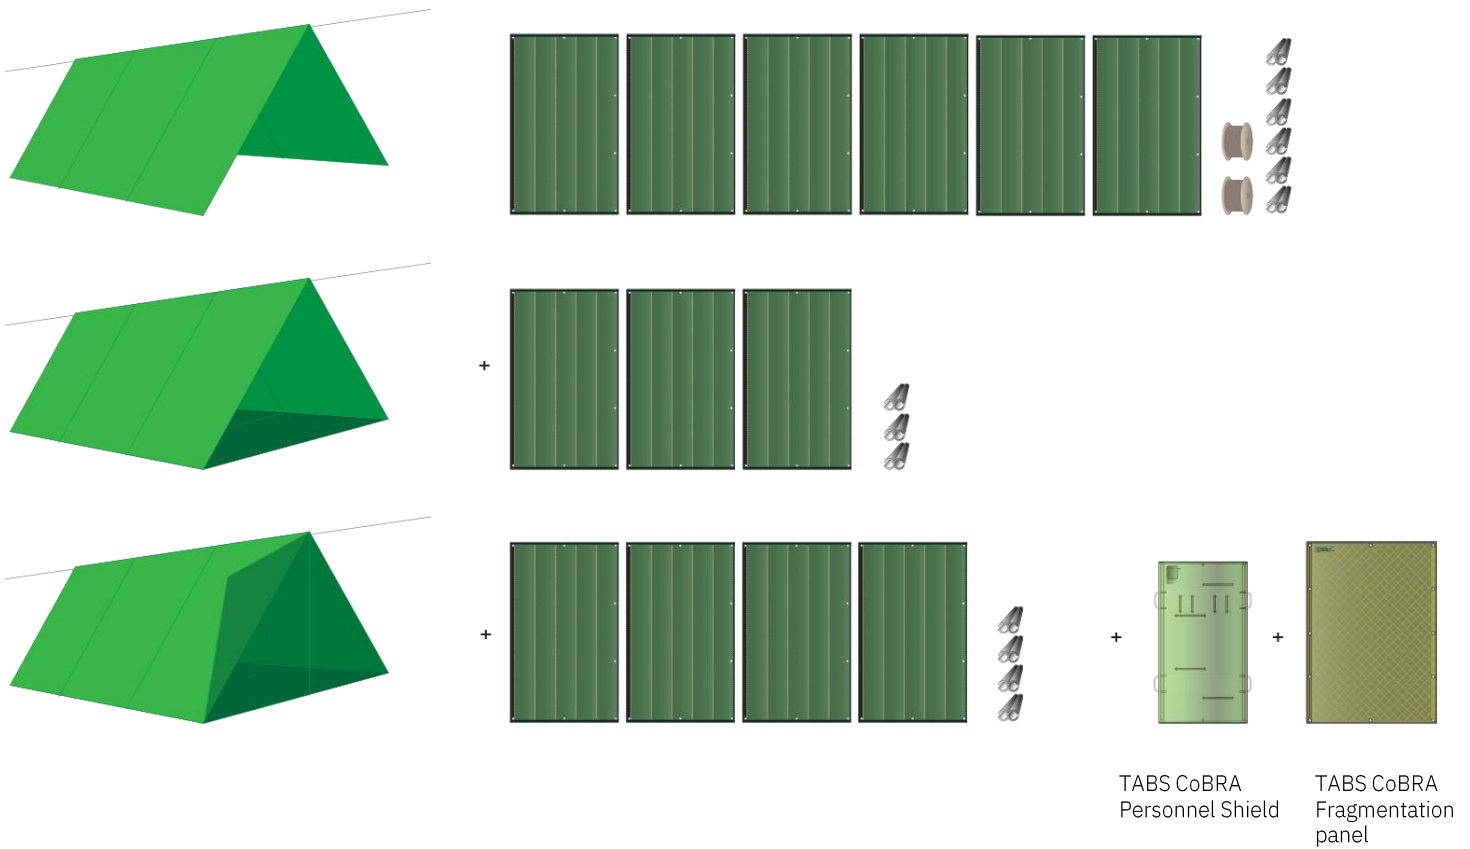 +
+
+
+
TABS CoBRA
Personnel Shield
TABS CoBRA
Fragmentation
panel